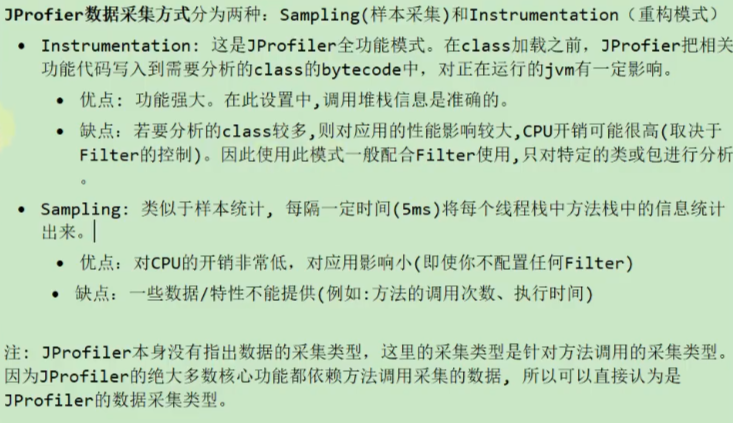 JProfier数据采集方式分为两种: Sampling(样本采集)和Instrumentation（重构模式）
• Instrumentation: 这是JProfiler全功能模式。在class加载之前, JProfier把相关
功能代码写入到需要分析的class的bytecode中, 对正在运行的jvm有一定影响。
• 优点: 功能强大。在此设置中,调用堆栈信息是准确的。
• 缺点: 若要分析的class较多,则对应用的性能影响较大,CPU开销可能很高(取决于
Filter的控制)。因此使用此模式一般配合Filter使用,只对特定的类或包进行分析
。
• Sampling: 类似于样本统计, 每隔一定时间(5ms)将每个线程栈中方法栈中的信息统计
出来。
• 优点: 对CPU的开销非常低, 对应用影响小(即使你不配置任何Filter)
• 缺点: 一些数据/特性不能提供(例如:方法的调用次数、执行时间)
注: JProfiler本身没有指出数据的采集类型, 这里的采集类型是针对方法调用的采集类型。
因为JProfiler的绝大多数核心功能都依赖方法调用采集的数据, 所以可以直接认为是
JProfiler的数据采集类型。